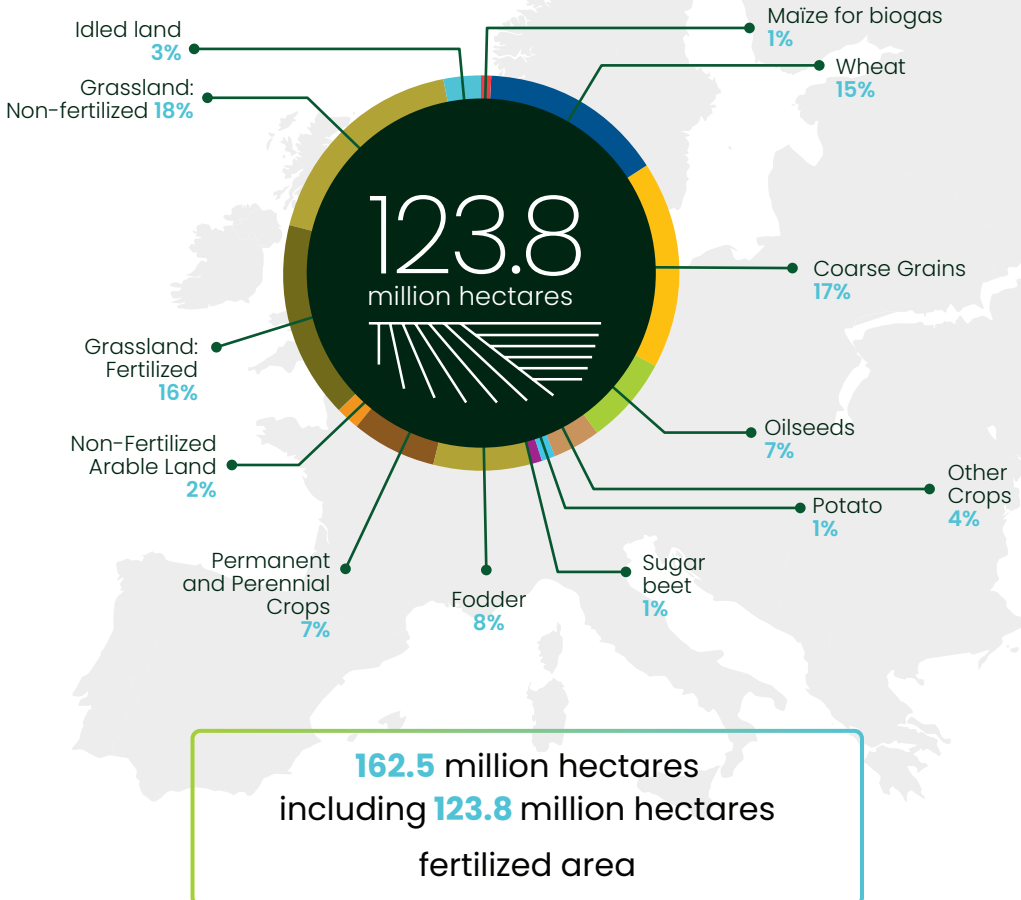 Idled land
3%
Maïze for biogas
1%
Grassland:
Non-fertilized 18%
Wheat
15%
123.8
million hectares
Coarse Grains
17%
Grassland:
Fertilized
16%
Oilseeds
7%
Non-Fertilized
Arable Land
2%
Other
Crops
4%
Potato
1%
Permanent
and Perennial
Crops
7%
Fodder
8%
Sugar
beet
1%
162.5 million hectares
including 123.8 million hectares
fertilized area